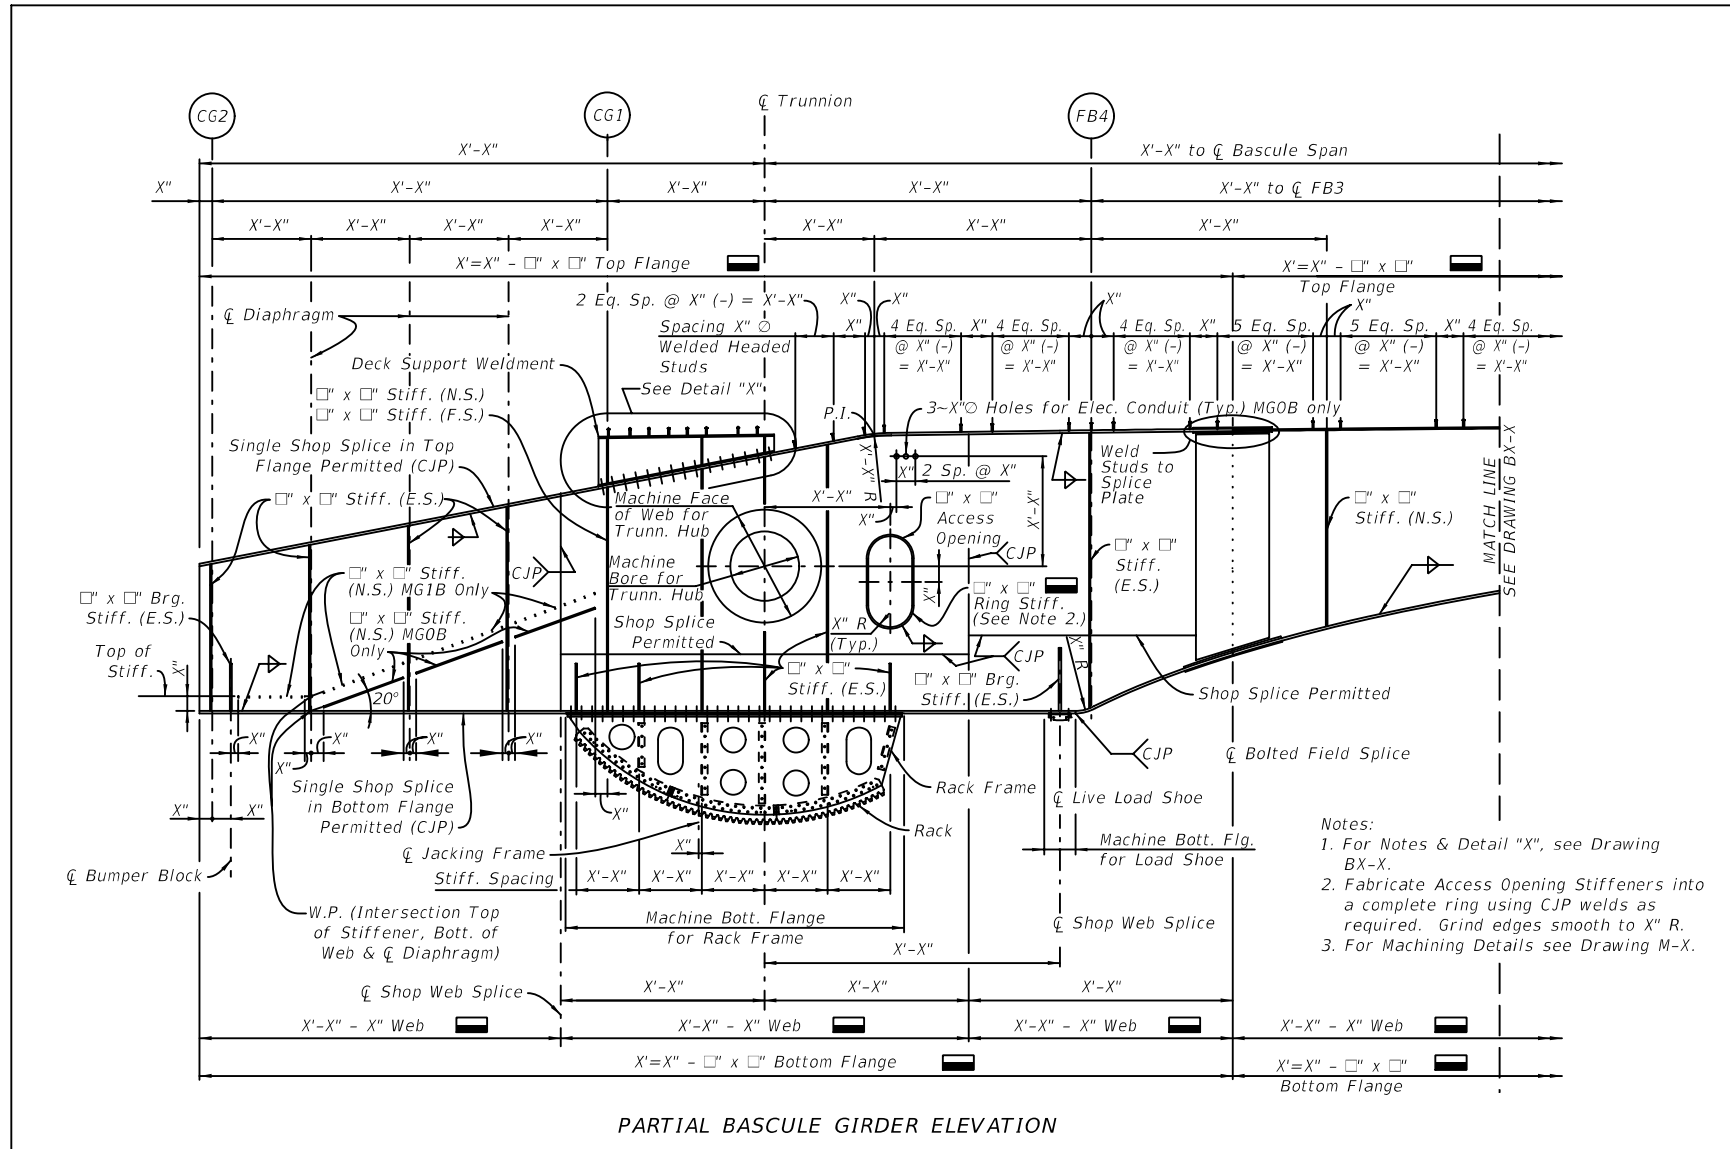 CG2
CG1
℄ Trunnion
FB4
X'-X"
X'-X" to ℄ Bascule Span
X"
X'-X"
X'-X"
X'-X"
X'-X" to ℄ FB3
X'-X"
X'-X"
X'-X"
X'-X"
X'-X"
X'-X"
X'-X"
X'=X" - □" x □" Top Flange
X'=X" - □" x □"
Top Flange
2 Eq. Sp. @ X" (-) = X'-X"
X"
X"
X"
X"
℄ Diaphragm
Spacing X" ∅
Welded Headed
Studs
X"
4 Eq. Sp.
@ X" (-)
= X'-X"
X"
4 Eq. Sp.
@ X" (-)
= X'-X"
4 Eq. Sp.
@ X" (-)
= X'-X"
X"
5 Eq. Sp.
@ X" (-)
= X'-X"
5 Eq. Sp.
@ X" (-)
= X'-X"
X"
4 Eq. Sp.
@ X" (-)
= X'-X"
Deck Support Weldment
See Detail "X"
□" x □" Stiff. (N.S.)
□" x □" Stiff. (F.S.)
P.I.
3~X"∅ Holes for Elec. Conduit (Typ.) MG0B only
Single Shop Splice in Top
Flange Permitted (CJP)
Weld
Studs to
Splice
Plate
X'-X" R
X"
2 Sp. @ X"
X'-X"
MATCH LINE
SEE DRAWING BX-X
□" x □" Stiff. (E.S.)
Machine Face
of Web for
Trunn. Hub
X'-X"
X"
□" x □"
Access
Opening
□" x □"
Stiff. (N.S.)
CJP
□" x □"
Stiff.
(E.S.)
CJP
Machine
Bore for
Trunn. Hub
□" x □" Stiff.
(N.S.) MG1B Only
□" x □" Stiff.
(N.S.) MG0B
Only
X"
□" x □"
Ring Stiff.
(See Note 2.)
□" x □" Brg.
Stiff. (E.S.)
Shop Splice
Permitted
X" R
(Typ.)
CJP
X" R
Top of
Stiff.
X"
20°
□" x □"
Stiff. (E.S.)
□" x □" Brg.
Stiff. (E.S.)
Shop Splice Permitted
X"
X"
X"
X"
X"
CJP
℄ Bolted Field Splice
Single Shop Splice
in Bottom Flange
Permitted (CJP)
Rack Frame
℄ Live Load Shoe
X"
X"
X"
Rack
Machine Bott. Flg.
for Load Shoe
℄ Jacking Frame
X"
℄ Bumper Block
Stiff. Spacing
X'-X"
X'-X"
X'-X"
X'-X"
X'-X"
Notes:
1. For Notes & Detail "X", see Drawing
BX-X.
2. Fabricate Access Opening Stiffeners into
a complete ring using CJP welds as
required. Grind edges smooth to X" R.
3. For Machining Details see Drawing M-X.
W.P. (Intersection Top
of Stiffener, Bott. of
Web & ℄ Diaphragm)
Machine Bott. Flange
for Rack Frame
℄ Shop Web Splice
X'-X"
℄ Shop Web Splice
X'-X"
X'-X"
X'-X"
X'-X" - X" Web
X'-X" - X" Web
X'-X" - X" Web
X'-X" - X" Web
X'=X" - □" x □" Bottom Flange
X'=X" - □" x □"
Bottom Flange
PARTIAL BASCULE GIRDER ELEVATION